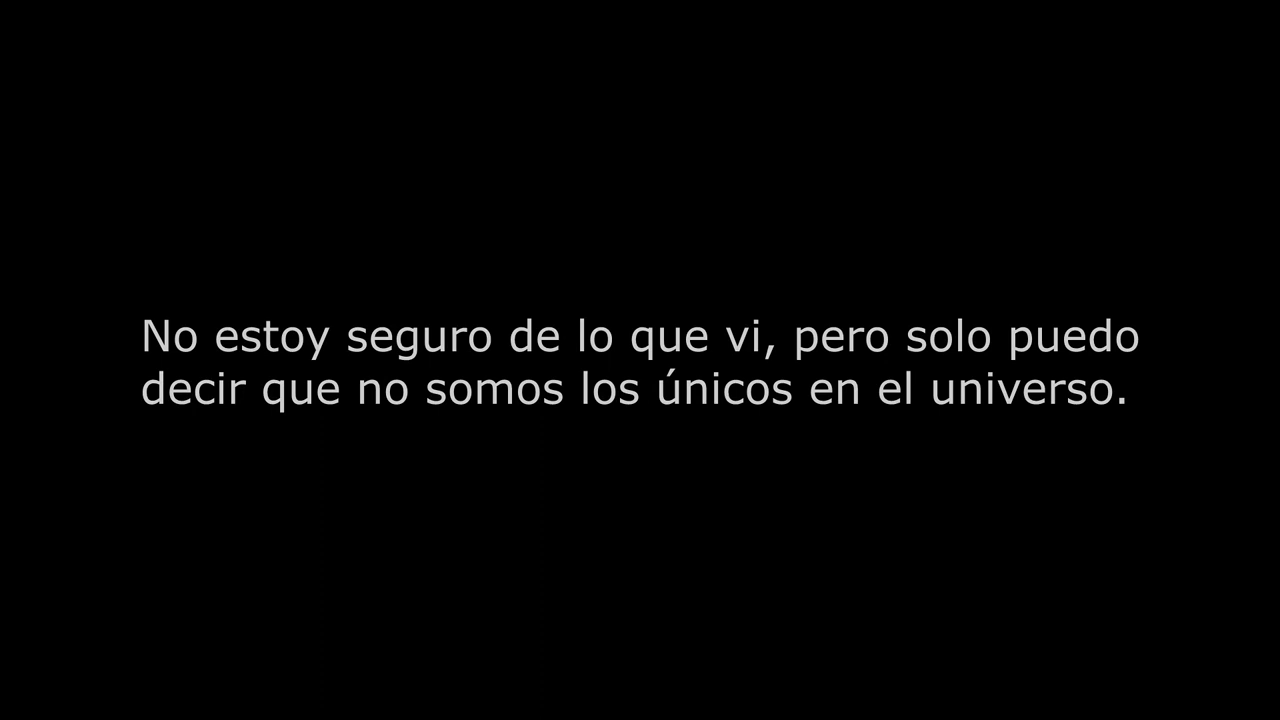 No estoy seguro de lo que vi, pero solo puedo
decir que no somos los únicos en el universo.